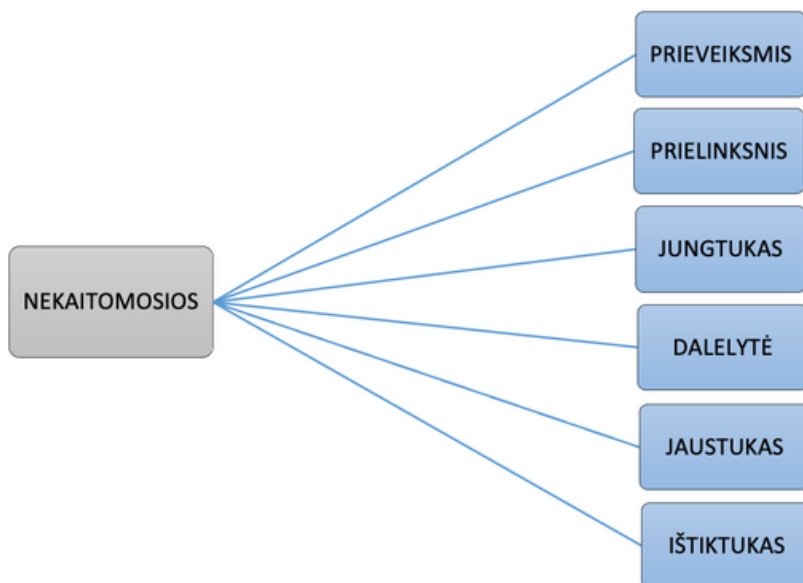 NEKAITOMOSIOS
PRIEVEIKSMIS
PRIELINKSNIS
JUNGTUKAS
DALELYTĖ
JAUSTUKAS
IŠTIKTUKAS